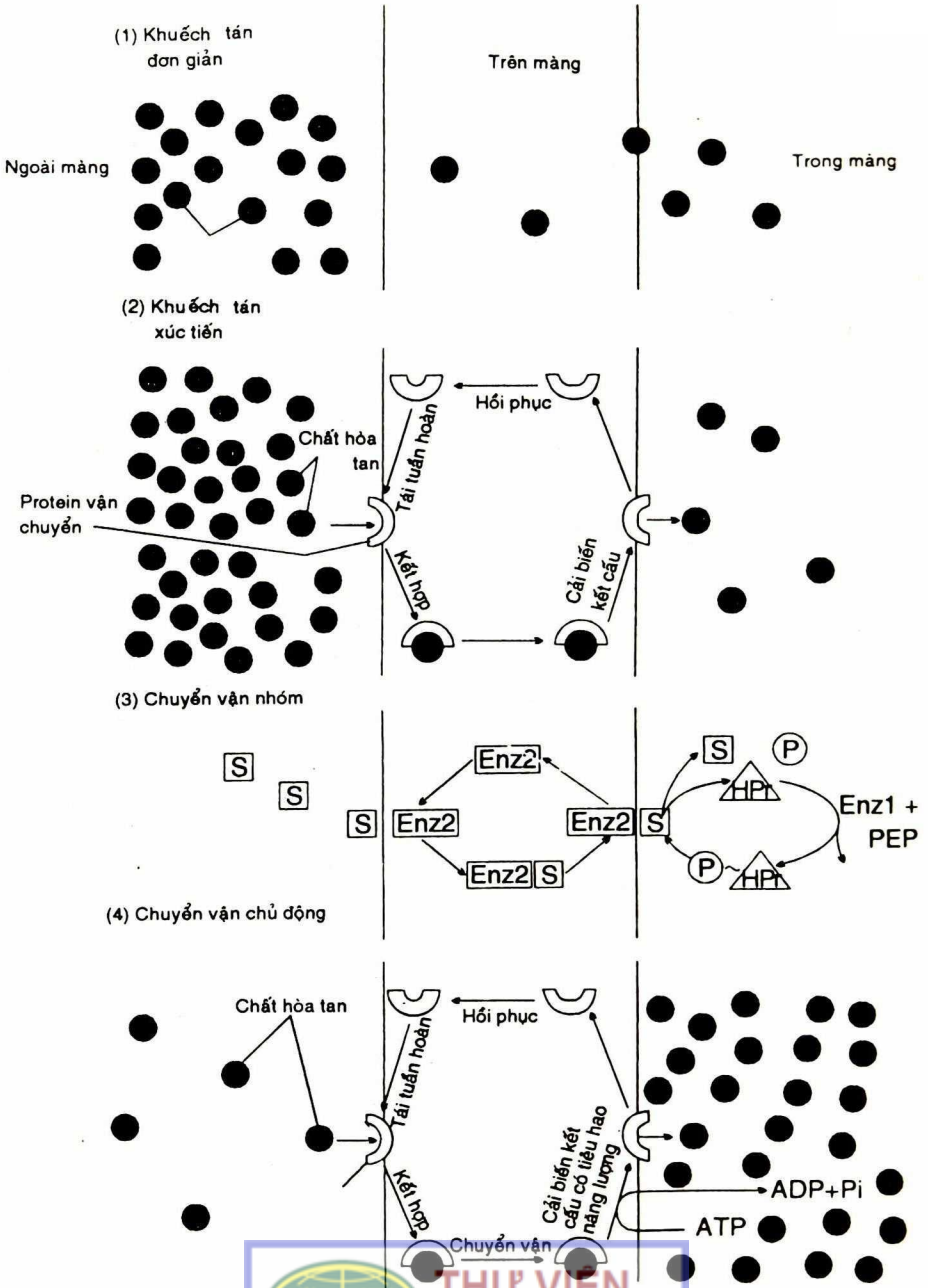 (1) Khuếch tán
đơn giản
Trên màng
Ngoài màng
Trong màng
(2) Khuếch tán
xúc tiến
Hồi phục
Chất hòa
tan
Tái tuần hoàn
Protein vận
chuyển
Kết hợp
Cải biến
kết cấu
(3) Chuyển vận nhóm
S
S
S
Enz2
Enz2
Enz2 S
Enz2
S
S
P
HPr
Enz1 +
PEP
P
HPr
(4) Chuyển vận chủ động
Chất hòa tan
Hồi phục
Tái tuần hoàn
Kết hợp
Cải biến kết
cấu có tiêu hao
năng lượng
ADP+Pi
ATP
Chuyển vận
THƯ VIỆN